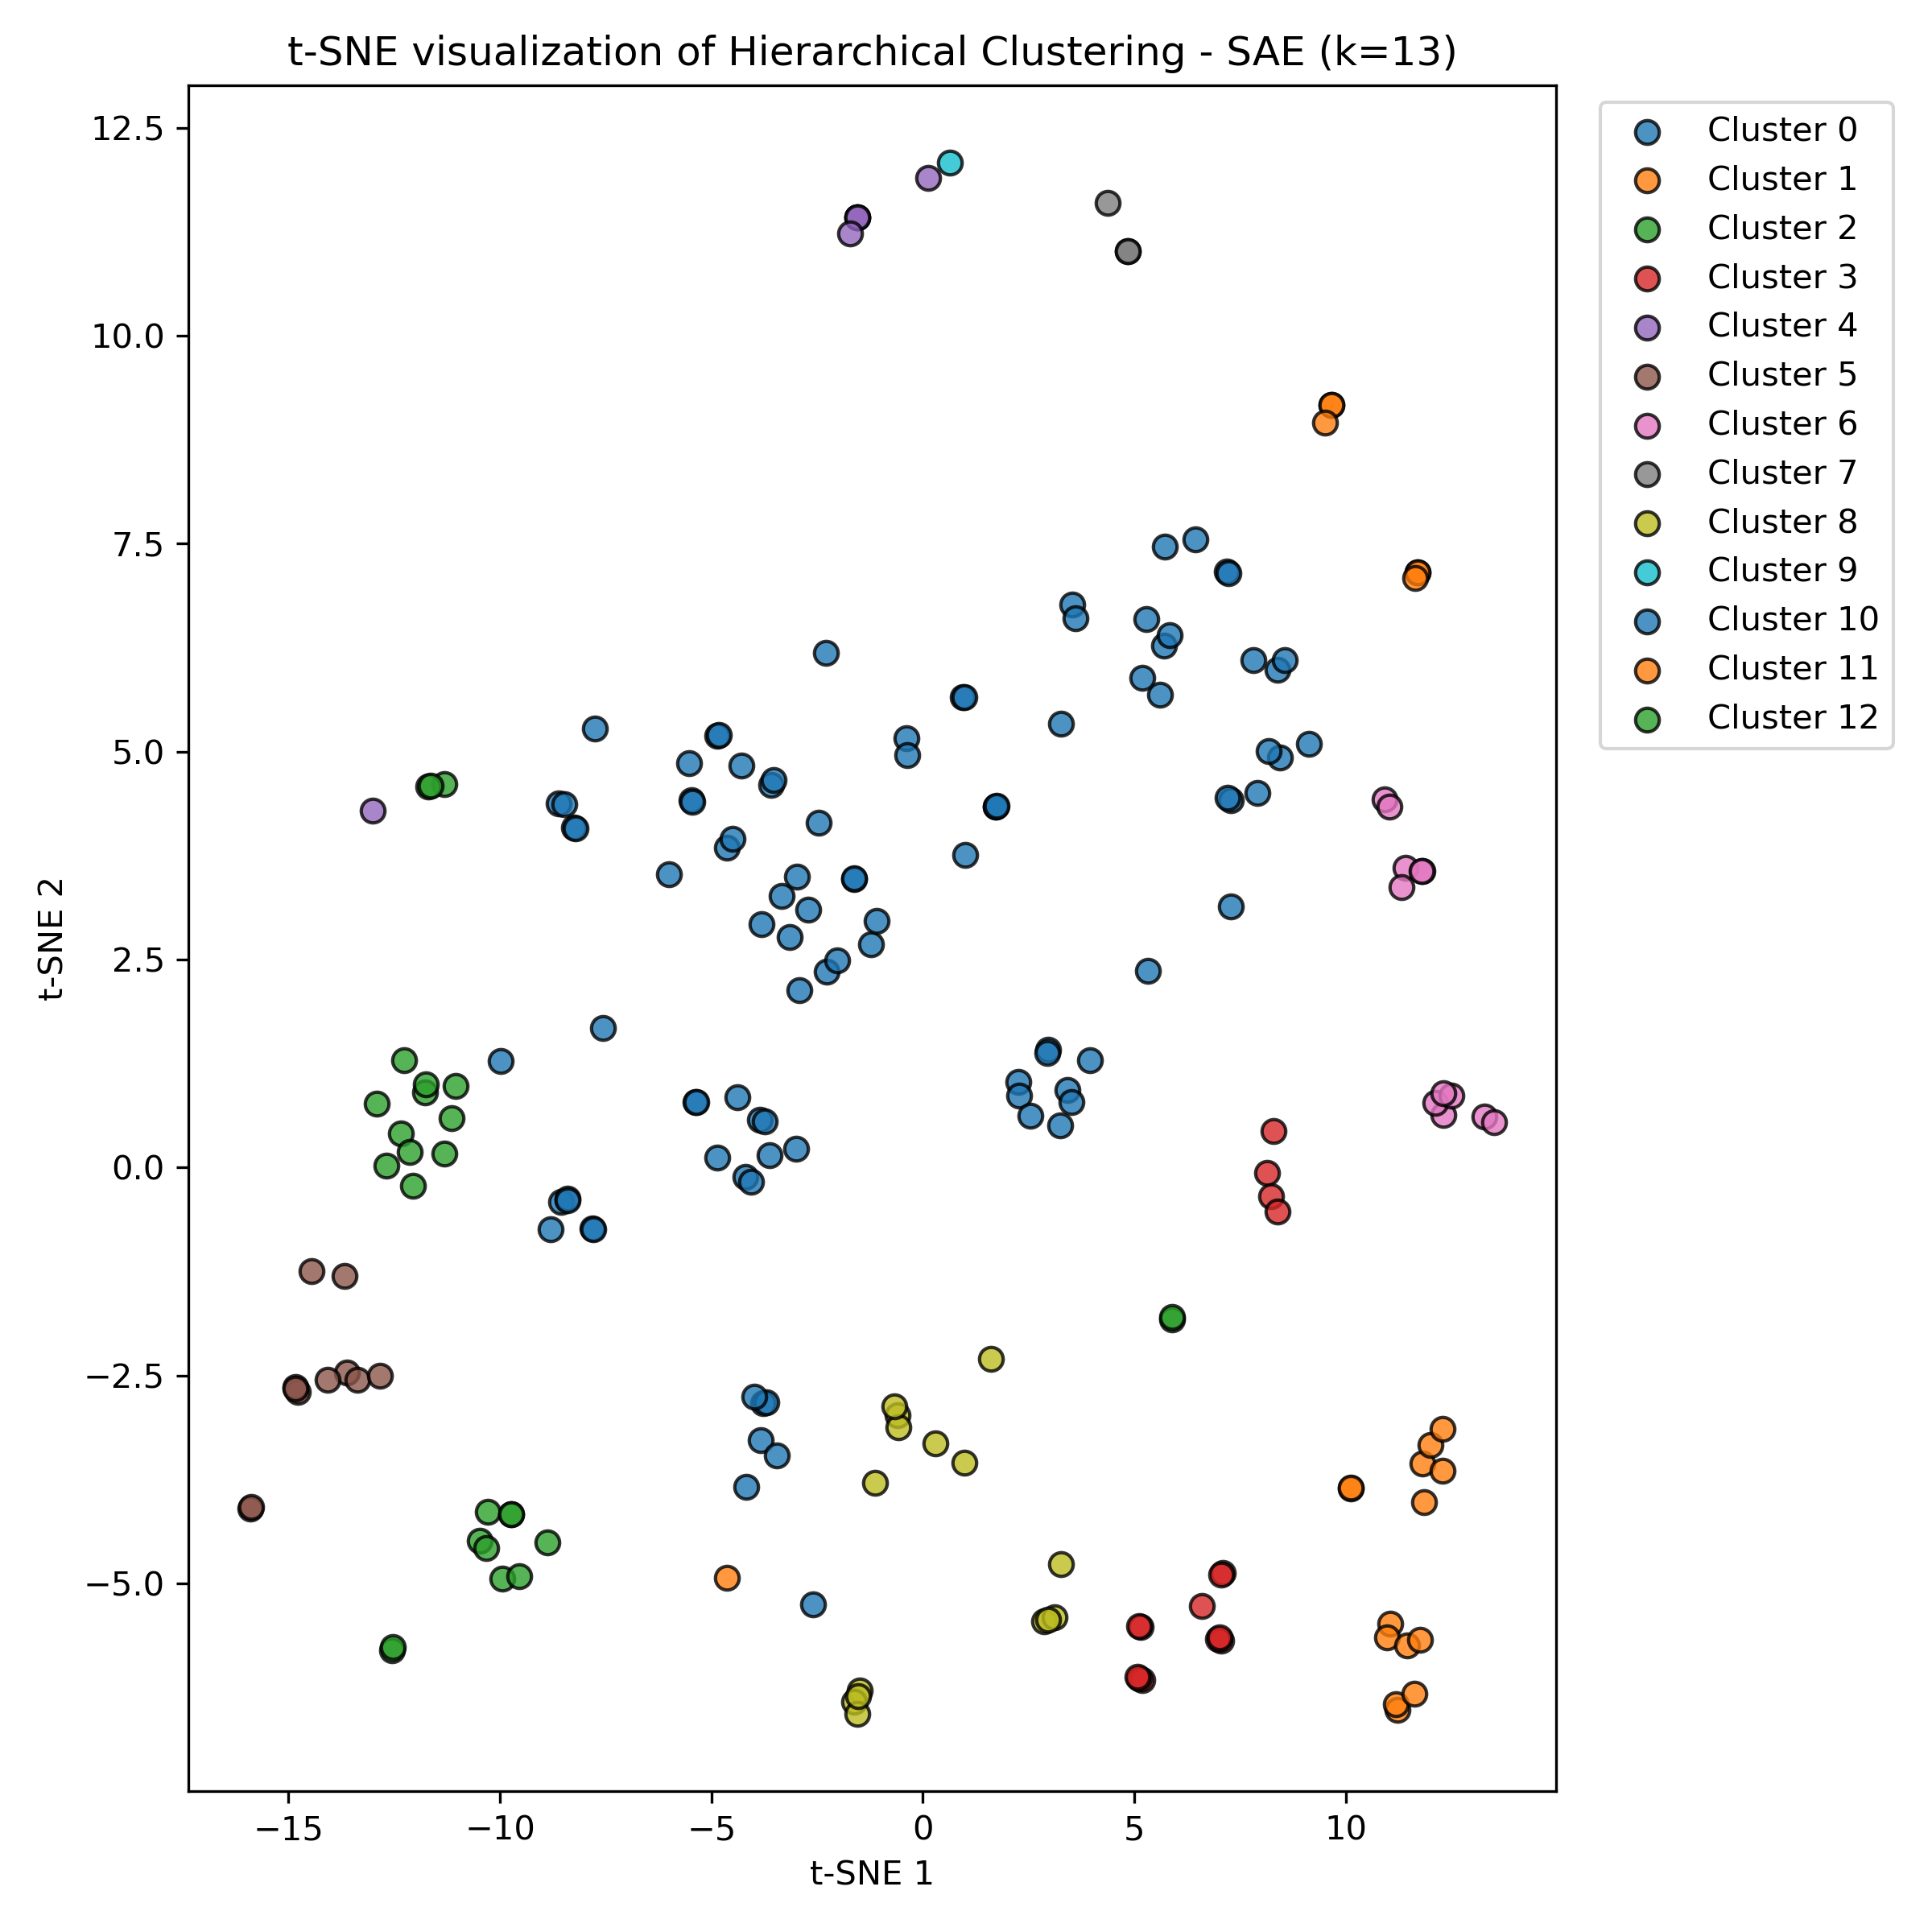 t-SNE visualization of Hierarchical Clustering - SAE (k=13)
12.5
10.0
7.5
5.0
2.5
0.0
−2.5
−5.0
t-SNE 2
−15
−10
−5
0
5
10
t-SNE 1
Cluster 0
Cluster 1
Cluster 2
Cluster 3
Cluster 4
Cluster 5
Cluster 6
Cluster 7
Cluster 8
Cluster 9
Cluster 10
Cluster 11
Cluster 12